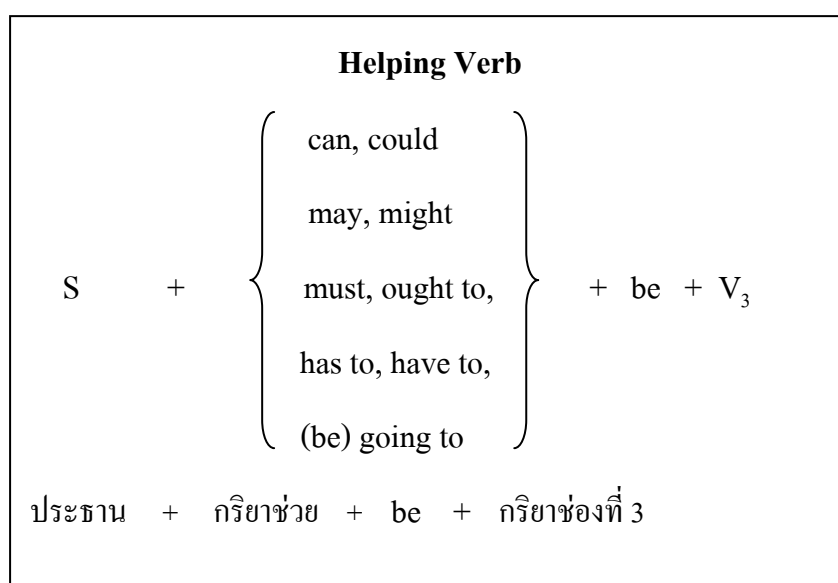 Helping Verb
can, could
may, might
S + must, ought to, + be + V₃
has to, have to,
(be) going to
ประธาน + กริยาช่วย + be + กริยาช่องที่ 3